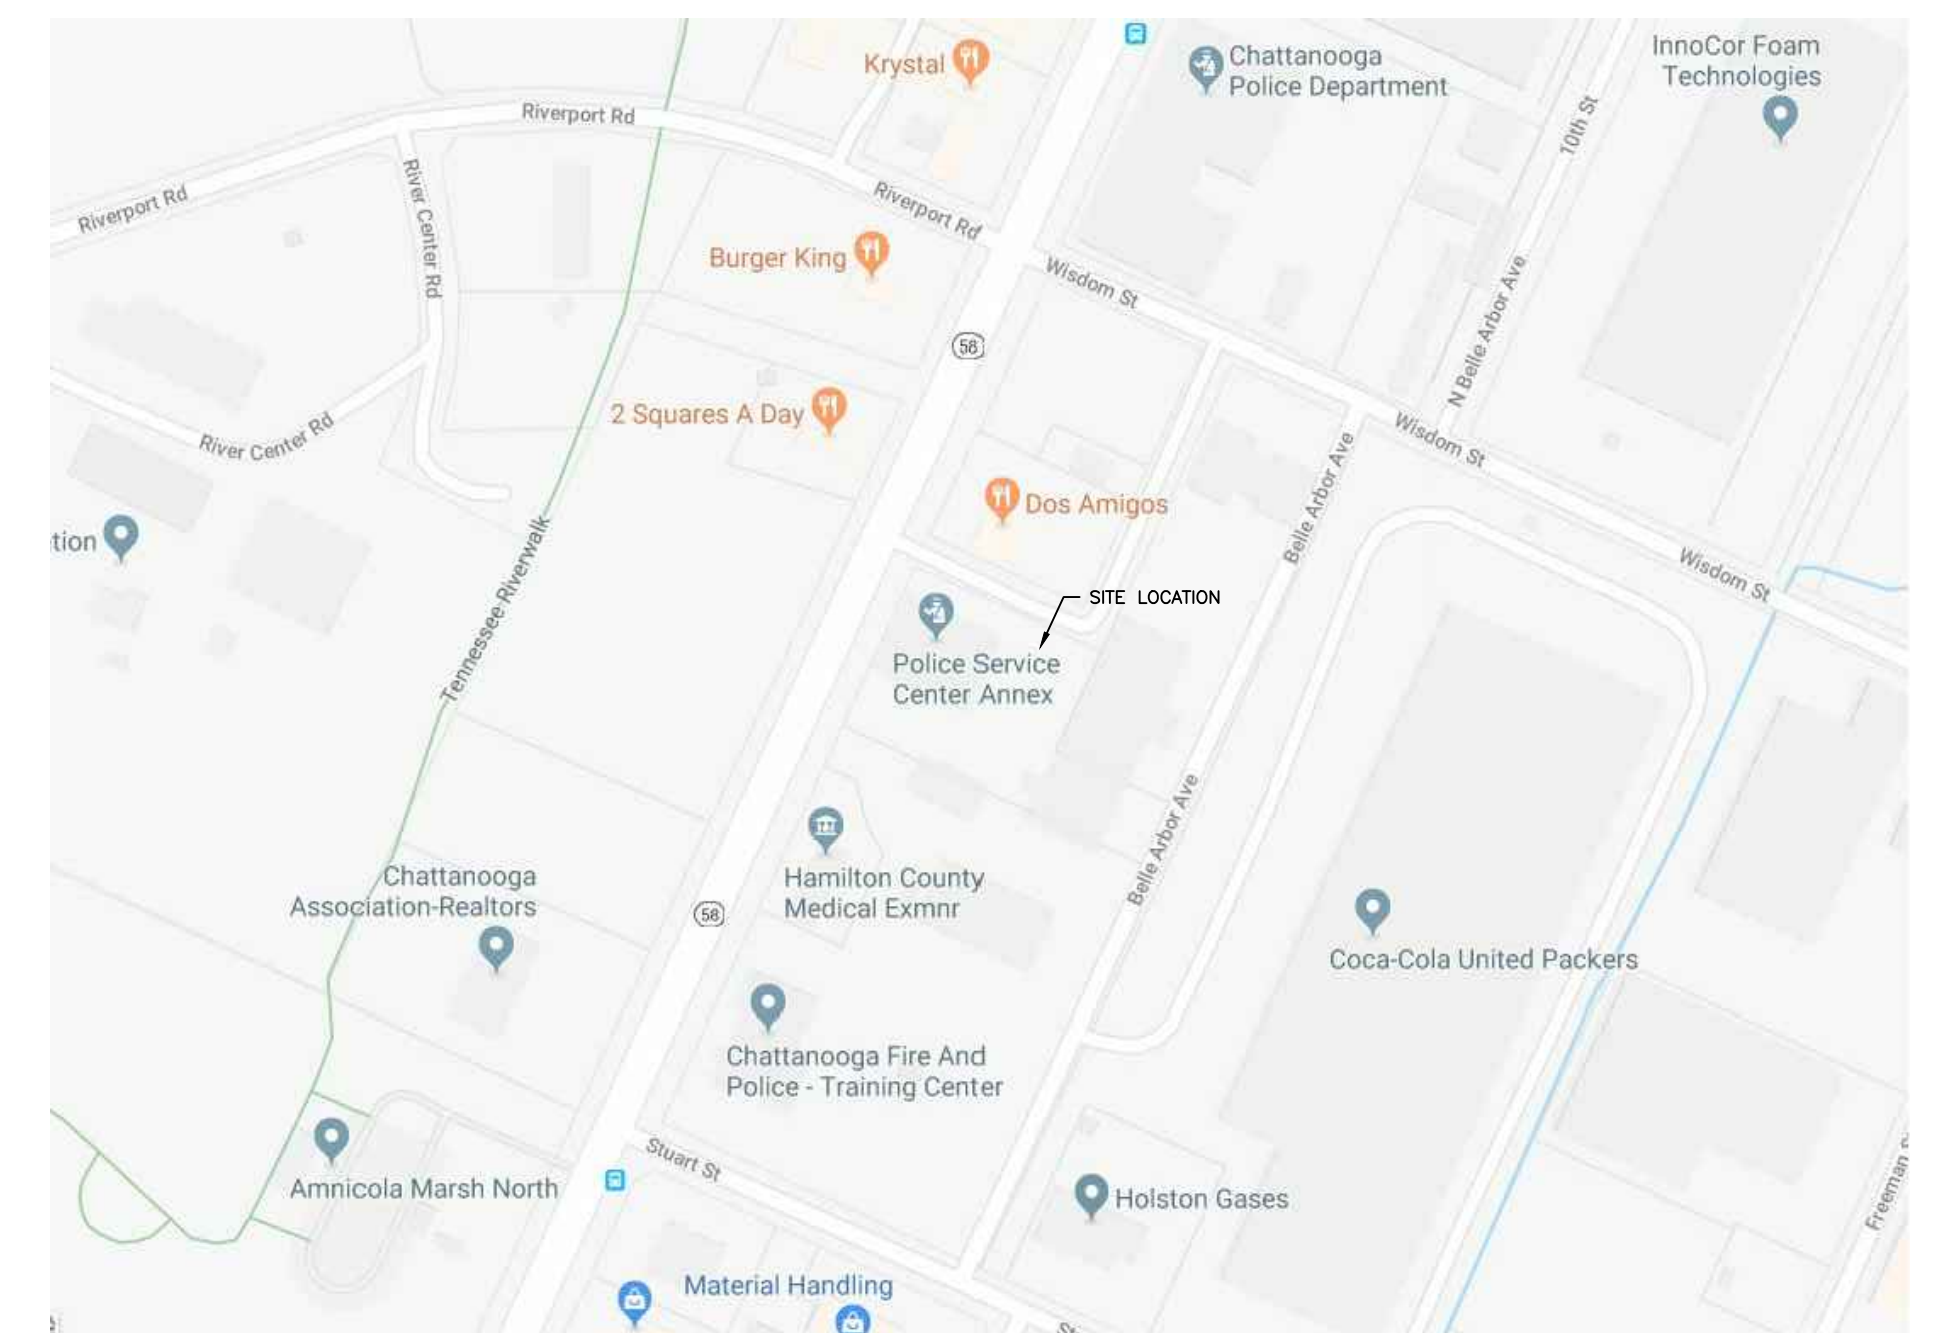 Krystal
Chattanooga
Police Department
InnoCor Foam
Technologies
Riverport Rd
10th St
Riverport Rd
River Center Rd
Riverport Rd
Burger King
Wisdom St
N Belle Arbor Ave
58
2 Squares A Day
River Center Rd
Wisdom St
Belle Arbor Ave
Dos Amigos
tion
Wisdom St
Tennessee Riverwalk
SITE LOCATION
Police Service
Center Annex
Belle Arbor Ave
Chattanooga
Association-Realtors
58
Hamilton County
Medical Exmnr
Coca-Cola United Packers
Chattanooga Fire And
Police - Training Center
Stuart St
Amnicola Marsh North
Holston Gases
Freeman
Material Handling
St